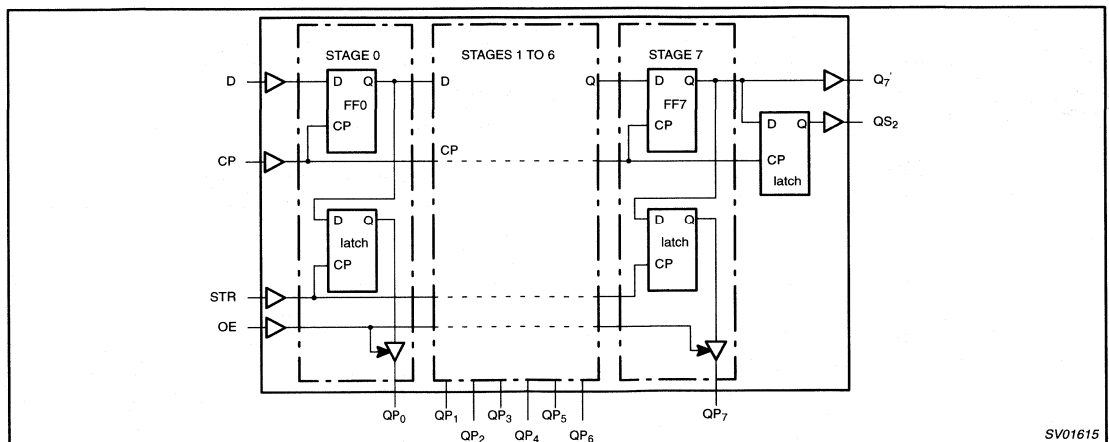 STAGE 0 STAGES 1 TO 6 STAGE 7
D D Q D Q D Q Q7'
FF0 FF7
D Q QS2
CP CP
CP CP CP
latch
D Q D Q
latch latch
CP CP
STR
OE
QP0 QP1 QP3 QP5 QP7
QP2 QP4 QP6
SV01615